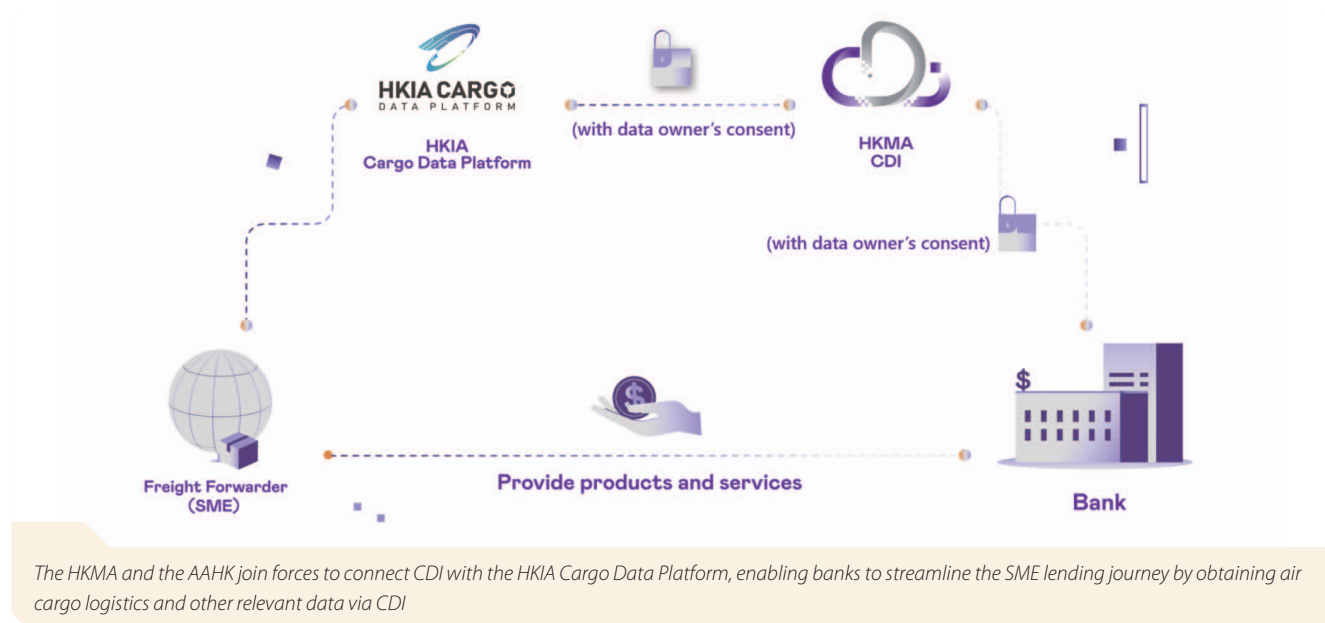 HKIA CARGO
DATA PLATFORM
HKIA
Cargo Data Platform
(with data owner's consent)
HKMA
CDI
(with data owner's consent)
Freight Forwarder
(SME)
$
Provide products and services
$
Bank
The HKMA and the AAHK join forces to connect CDI with the HKIA Cargo Data Platform, enabling banks to streamline the SME lending journey by obtaining air
cargo logistics and other relevant data via CDI